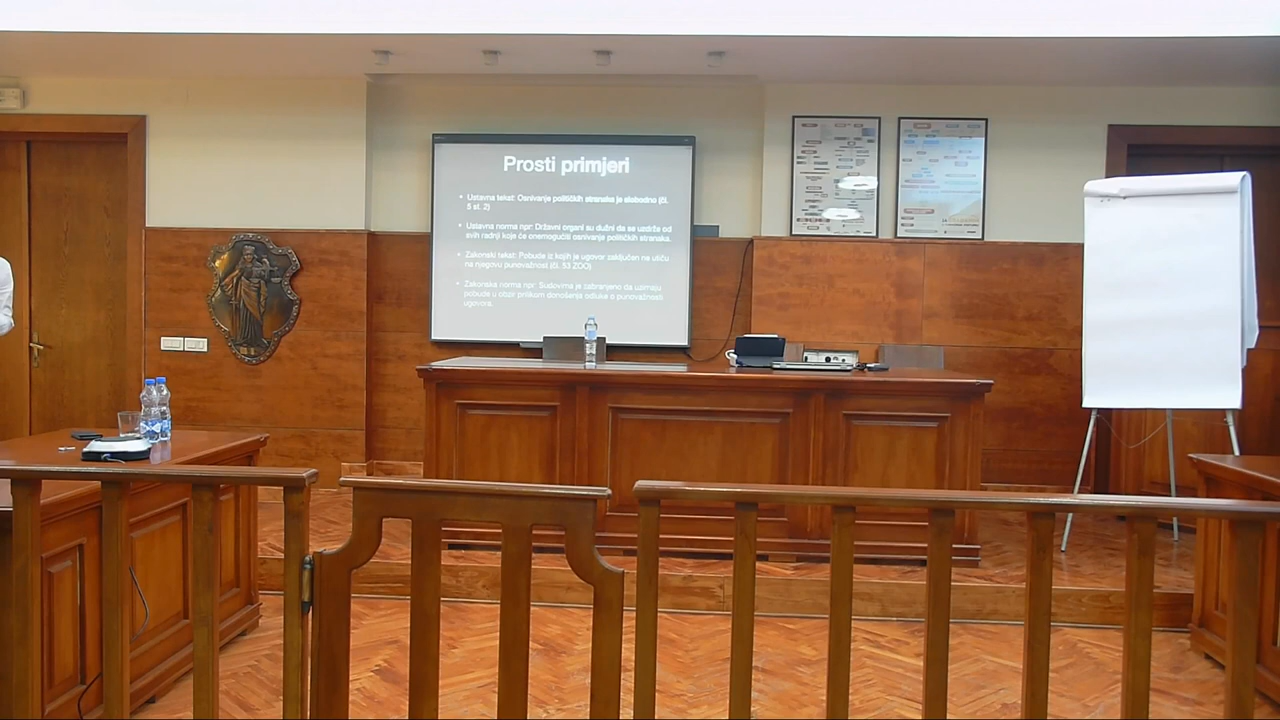 Prosti primjeri
• Ustavna tekst: Osnivanje političkih stranaka je slobodno (čl.
5 st. 2)
• Ustavna norma npr: Državni organi su dužni da se uzdrže od
svih radnji koje će onemogućiti osnivanje političkih stranaka.
• Zakonski tekst: Pobude iz kojih je ugovor zaključen ne utiču
na njegovu punovažnost (čl. 53 ZOO)
• Zakonska norma npr: Sudovima je zabranjeno da uzimaju
pobude u obzir prilikom donošenja odluke o punovažnosti
ugovora.